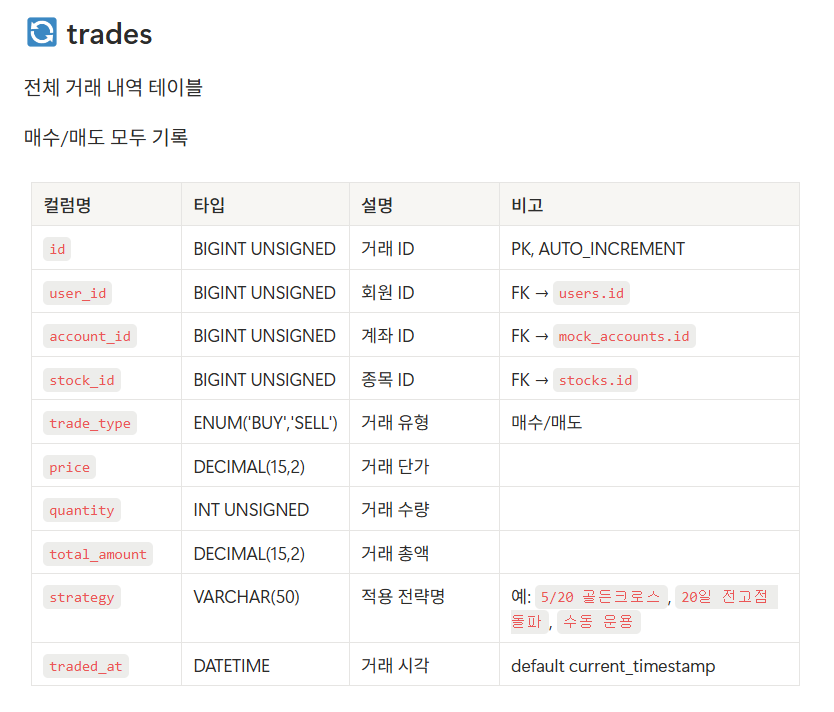 trades
전체 거래 내역 테이블
매수/매도 모두 기록
컬럼명 타입 설명 비고
id BIGINT UNSIGNED 거래 ID PK, AUTO_INCREMENT
user_id BIGINT UNSIGNED 회원 ID FK → users.id
account_id BIGINT UNSIGNED 계좌 ID FK → mock_accounts.id
stock_id BIGINT UNSIGNED 종목 ID FK → stocks.id
trade_type ENUM('BUY','SELL') 거래 유형 매수/매도
price DECIMAL(15,2) 거래 단가
quantity INT UNSIGNED 거래 수량
total_amount DECIMAL(15,2) 거래 총액
strategy VARCHAR(50) 적용 전략명 예: 5/20 골든크로스, 20일 전고점
돌파, 수동 운용
traded_at DATETIME 거래 시각 default current_timestamp